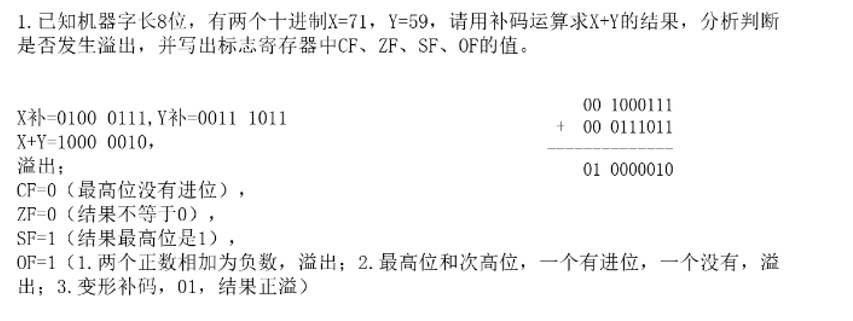 1.已知机器字长8位，有两个十进制X=71，Y=59，请用补码运算求X+Y的结果，分析判断
是否发生溢出，并写出标志寄存器中CF、ZF、SF、OF的值。
X补=0100 0111,Y补=0011 1011
X+Y=1000 0010，
溢出；
CF=0（最高位没有进位），
ZF=0（结果不等于0），
SF=1（结果最高位是1），
OF=1（1.两个正数相加为负数，溢出；2.最高位和次高位，一个有进位，一个没有，溢
出；3.变形补码，01，结果正溢）
00 1000111
+ 00 0111011
--------------
01 0000010